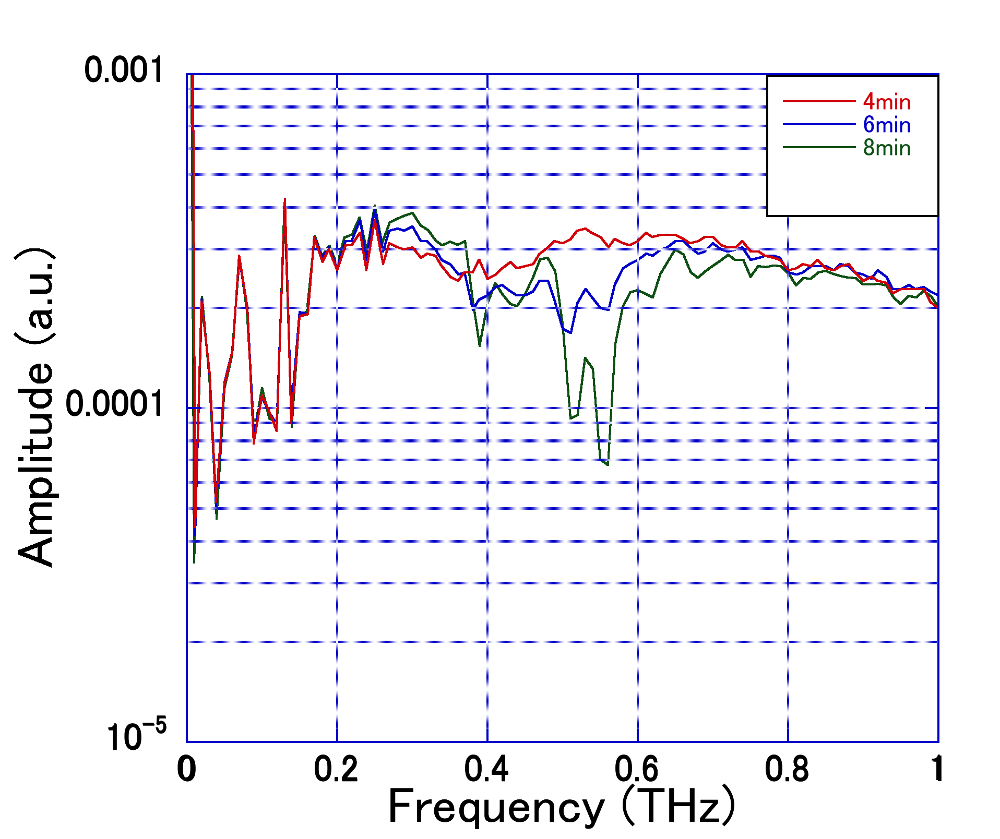 0.001
4min
6min
8min
Amplitude (a.u.)
0.0001
10⁻⁵
0 0.2 0.4 0.6 0.8 1
Frequency (THz)